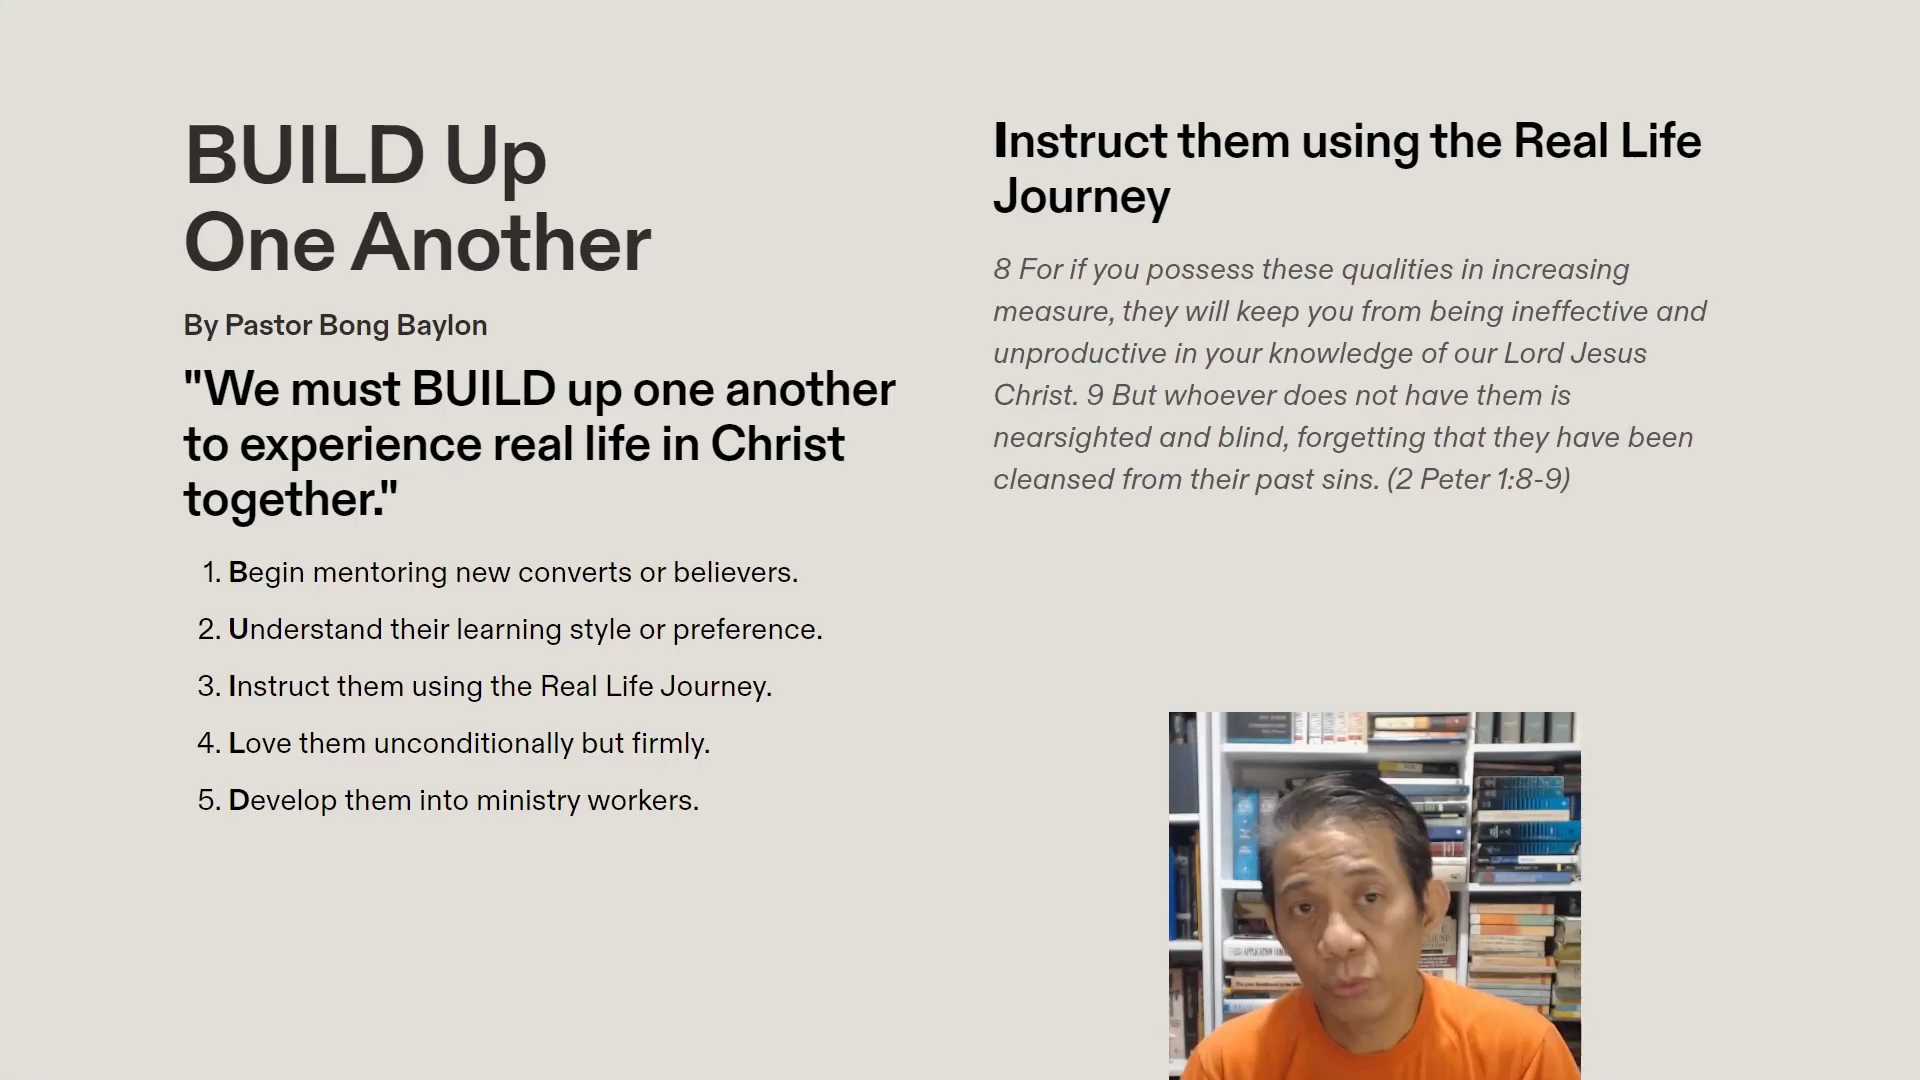 BUILD Up
One Another
By Pastor Bong Baylon
"We must BUILD up one another
to experience real life in Christ
together."
1. Begin mentoring new converts or believers.
2. Understand their learning style or preference.
3. Instruct them using the Real Life Journey.
4. Love them unconditionally but firmly.
5. Develop them into ministry workers.
Instruct them using the Real Life
Journey
8 For if you possess these qualities in increasing
measure, they will keep you from being ineffective and
unproductive in your knowledge of our Lord Jesus
Christ. 9 But whoever does not have them is
nearsighted and blind, forgetting that they have been
cleansed from their past sins. (2 Peter 1:8-9)